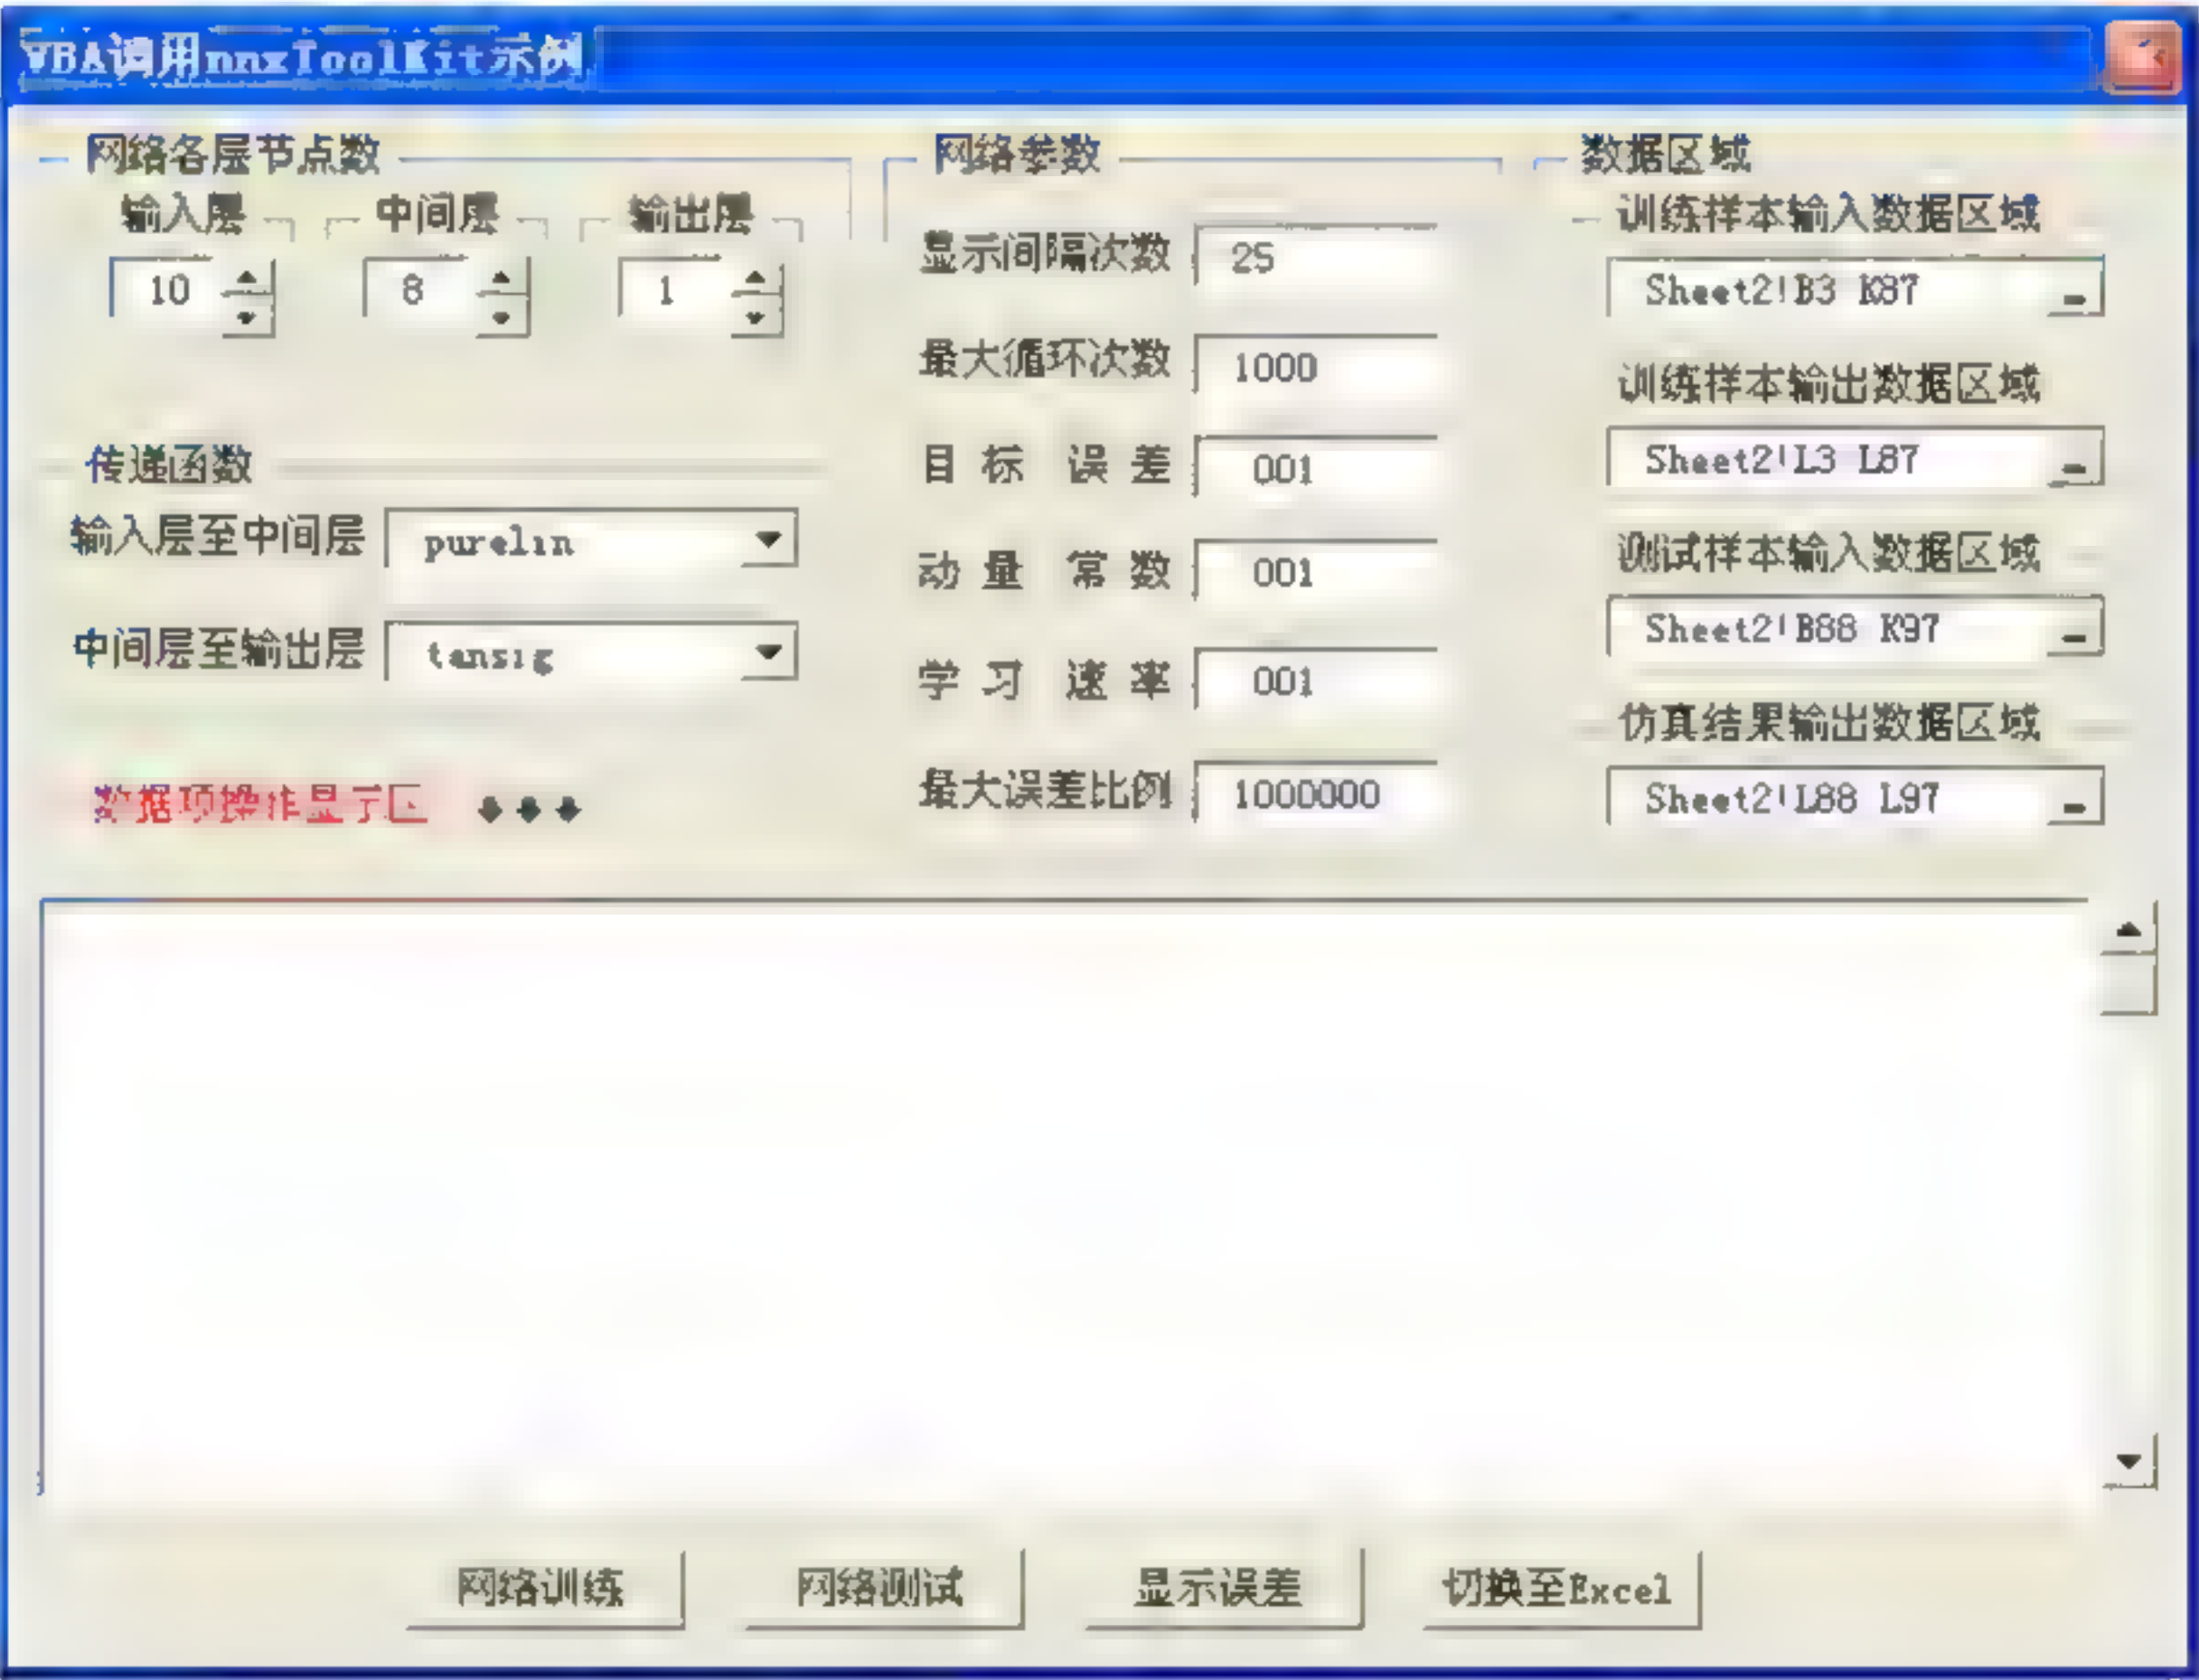 VBA调用nnxToolKit示例
网络各层节点数
输入层 中间层 输出层
10 8 1
传递函数
输入层至中间层 purelin
中间层至输出层 tansig
数据项操作显示区
网络参数
显示间隔次数 25
最大循环次数 1000
目标误差 001
动量常数 001
学习速率 001
最大误差比例 1000000
数据区域
训练样本输入数据区域
Sheet2!B3 K87
训练样本输出数据区域
Sheet2!L3 L87
测试样本输入数据区域
Sheet2!B88 K97
仿真结果输出数据区域
Sheet2!L88 L97
网络训练 网络测试 显示误差 切换至Excel